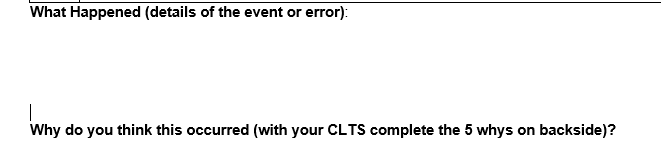 What Happened (details of the event or error):
Why do you think this occurred (with your CLTS complete the 5 whys on backside)?